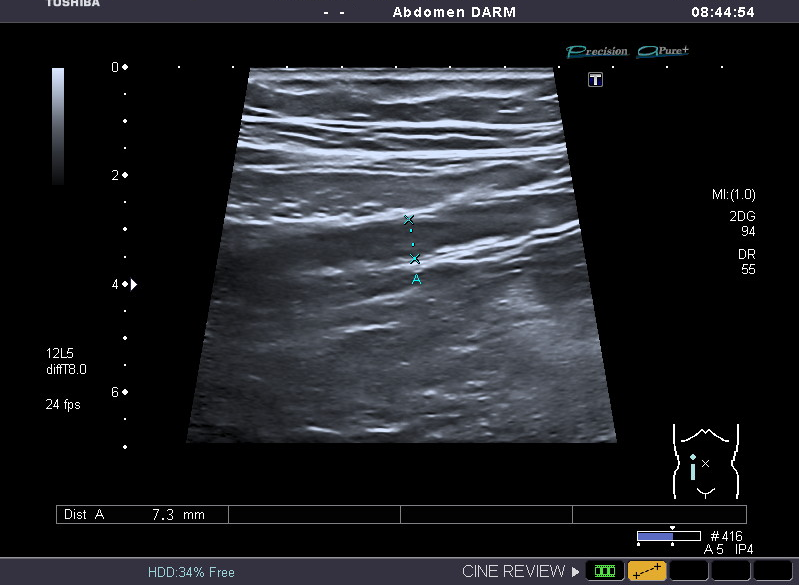 TOSHIBA
- - Abdomen DARM 08:44:54
Precision APure+
T
0
2
4
6
MI:(1.0)
2DG
94
DR
55
A
12L5
diffT8.0
24 fps
Dist A 7.3 mm
#416
A 5 IP4
HDD:34% Free
CINE REVIEW